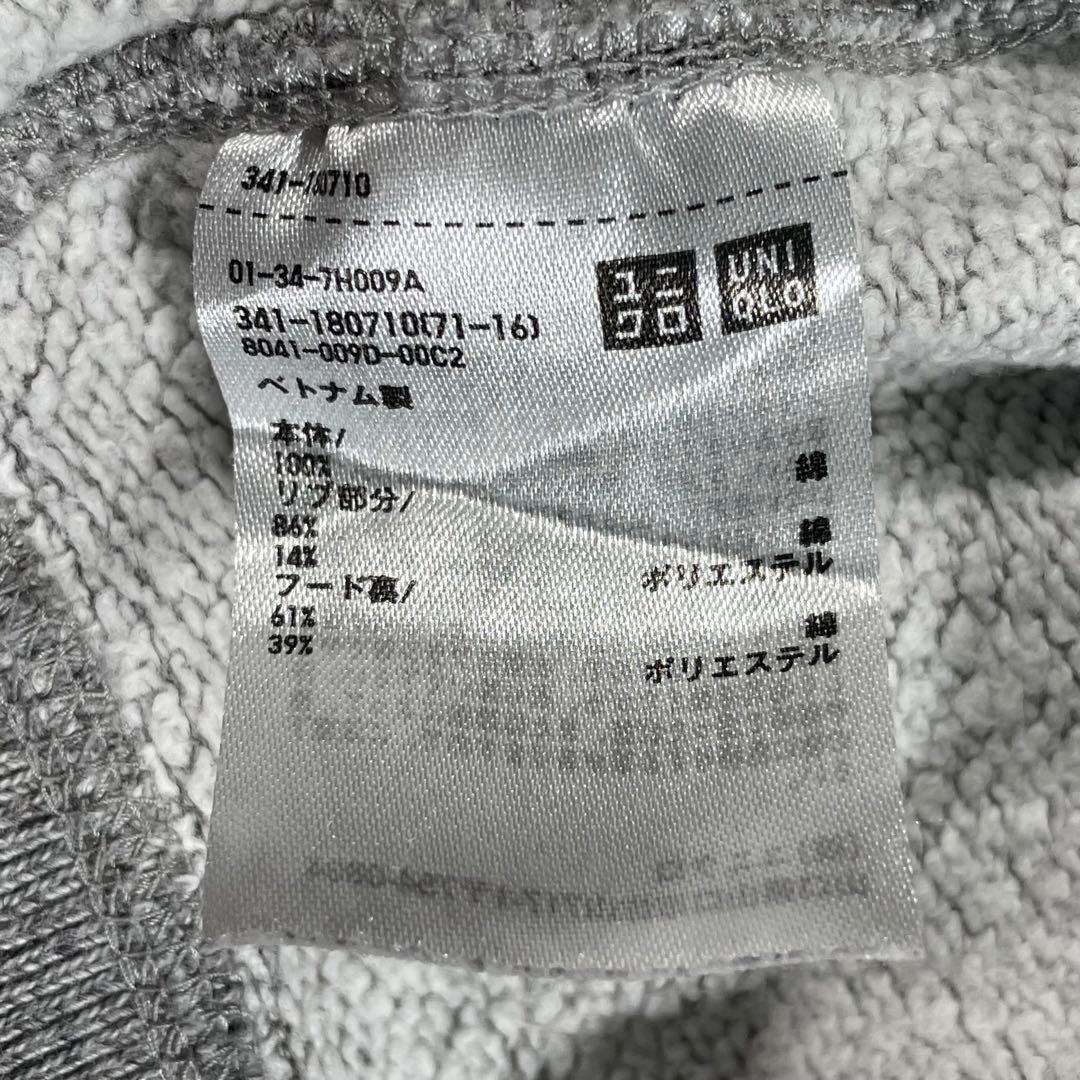 341-180710
01-34-7H009A
341-180710(71-16)
8041-009D-00C2
ユニ
クロ
UNI
QLO
ベトナム製
本体/
100% 綿
リブ部分/
86% 綿
14% ポリエステル
フード裏/
61% 綿
39% ポリエステル